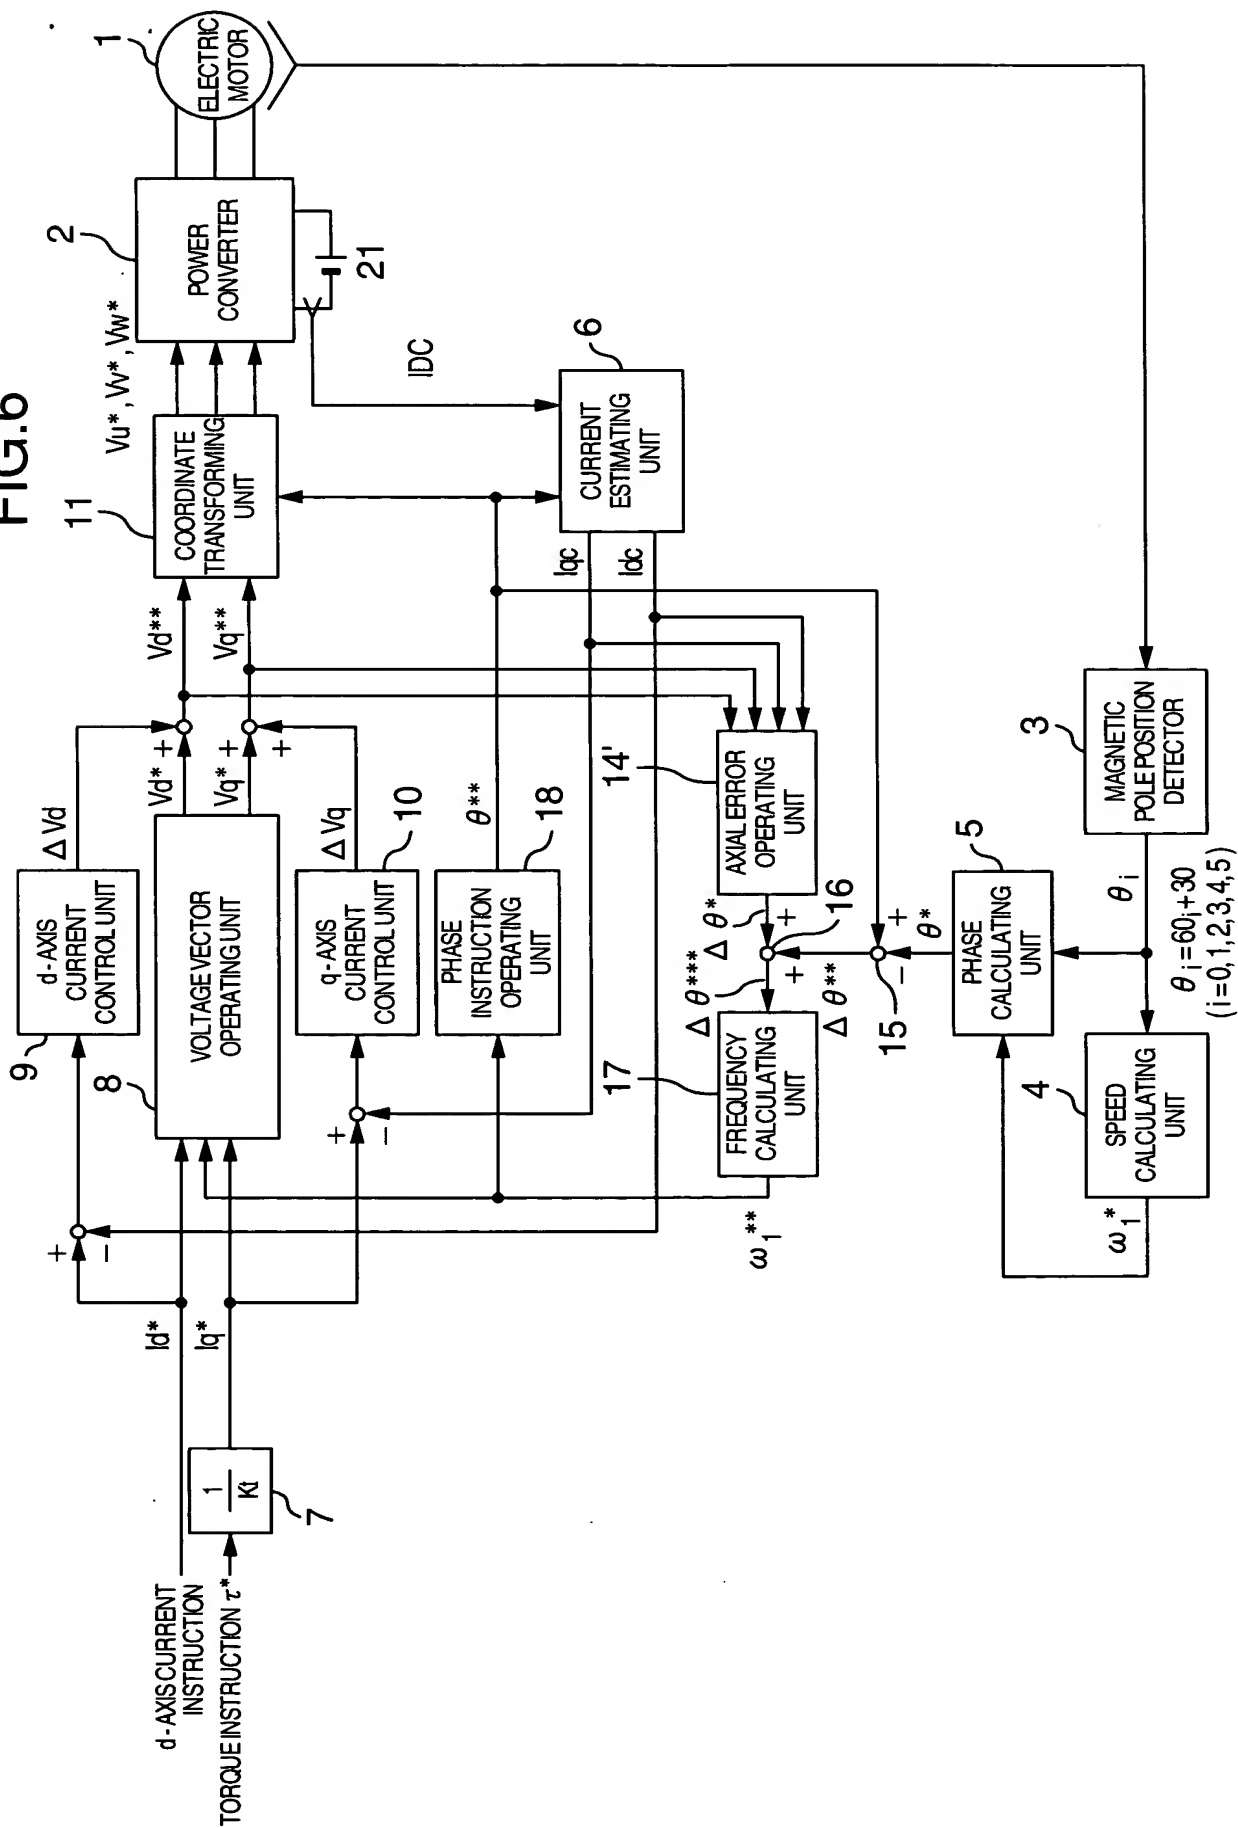 FIG.6
1
ELECTRIC
MOTOR
2
POWER
CONVERTER
21
Vu*, Vv*, Vw*
IDC
11
COORDINATE
TRANSFORMING
UNIT
6
CURRENT
ESTIMATING
UNIT
Iqc
Idc
Vd**
Vq**
ΔVd
+
Vd*
+
Vq*
+
+
ΔVq
9
d-AXIS
CURRENT
CONTROL UNIT
8
VOLTAGE VECTOR
OPERATING UNIT
10
q-AXIS
CURRENT
CONTROL UNIT
θ**
18
PHASE
INSTRUCTION
OPERATING
UNIT
14'
AXIAL ERROR
OPERATING
UNIT
Δθ*
+
16
Δθ***
+
Δθ**
17
FREQUENCY
CALCULATING
UNIT
ω1**
15
+
−
θ*
5
PHASE
CALCULATING
UNIT
3
MAGNETIC
POLE POSITION
DETECTOR
θi
θi=60i+30
(i=0,1,2,3,4,5)
4
SPEED
CALCULATING
UNIT
ω1*
+
−
+
−
Id*
Iq*
1
Kt
7
d-AXIS CURRENT
INSTRUCTION
TORQUE INSTRUCTION τ*